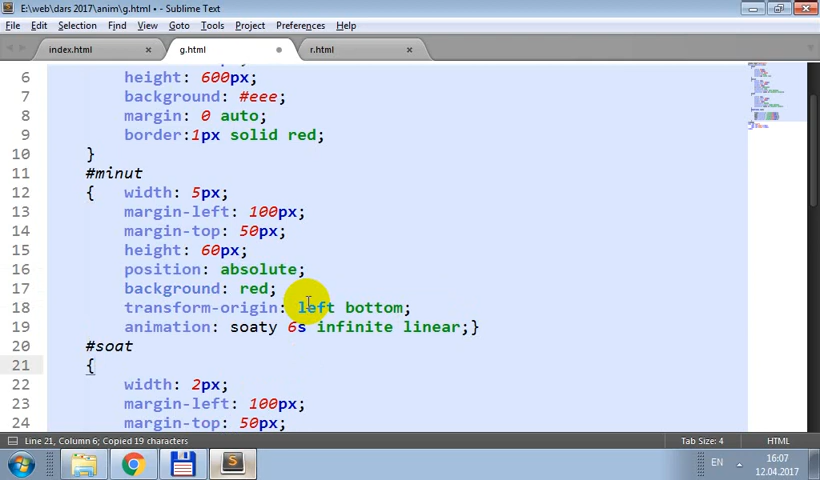 E:\web\dars 2017\anim\g.html • - Sublime Text
File Edit Selection Find View Goto Tools Project Preferences Help
index.html g.html r.html
6 height: 600px;
7 background: #eee;
8 margin: 0 auto;
9 border:1px solid red;
10 }
11 #minut
12 { width: 5px;
13 margin-left: 100px;
14 margin-top: 50px;
15 height: 60px;
16 position: absolute;
17 background: red;
18 transform-origin: left bottom;
19 animation: soaty 6s infinite linear;}
20 #soat
21 {
22 width: 2px;
23 margin-left: 100px;
24 margin-top: 50px;
Line 21, Column 6; Copied 19 characters Tab Size: 4 HTML
EN 16:07
12.04.2017